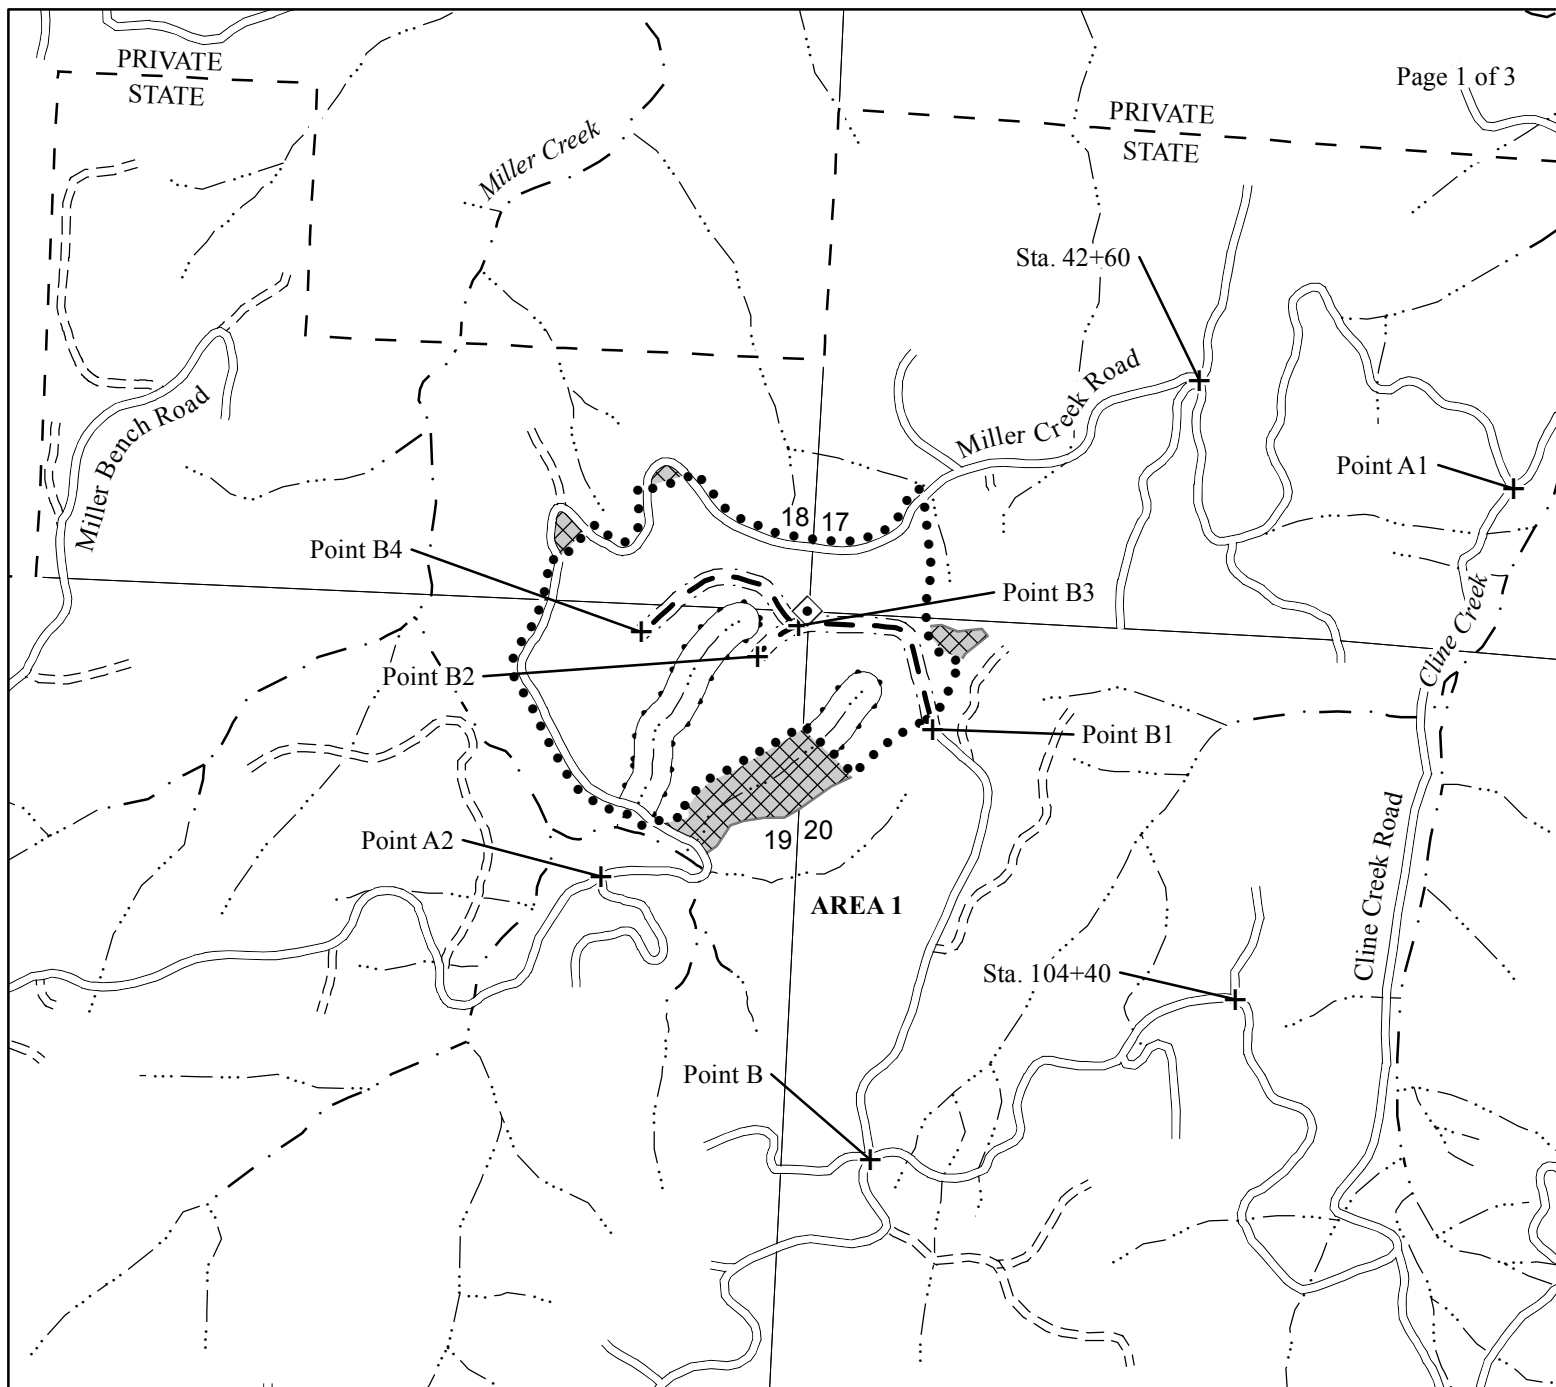 PRIVATE
STATE
Page 1 of 3
PRIVATE
STATE
Miller Creek
Sta. 42+60
Miller Creek Road
Miller Bench Road
Point A1
18 17
Point B4
Point B3
Cline Creek
Point B2
Point B1
Point A2
19 20
AREA 1
Cline Creek Road
Sta. 104+40
Point B